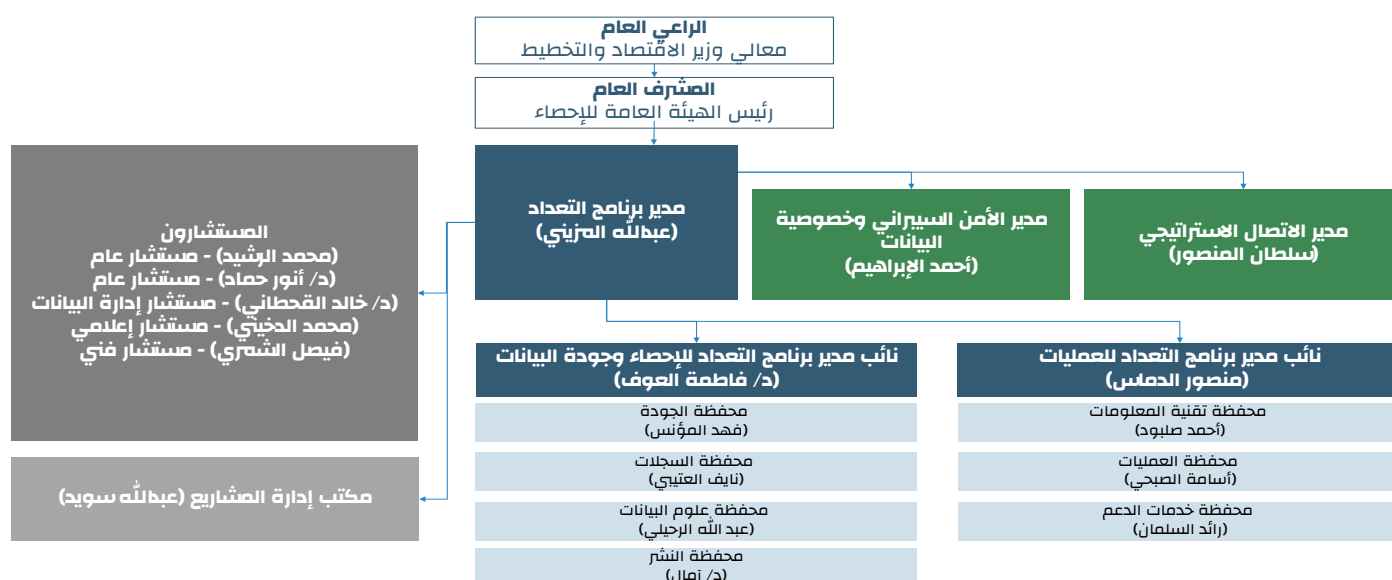 الراعي العام
معالي وزير الاقتصاد والتخطيط
المشرف العام
رئيس الهيئة العامة للإحصاء
مدير برنامج التعداد
(عبدالله المزيني)
مدير الأمن السيبراني وخصوصية
البيانات
(أحمد الإبراهيم)
مدير الاتصال الاستراتيجي
(سلطان المنصور)
المستشارون
(محمد الرشيد) - مستشار عام
(د/ أنور حماد) - مستشار عام
(د/ خالد القحطاني) - مستشار إدارة البيانات
(محمد الدخيني) - مستشار إعلامي
(فيصل الشمري) - مستشار فني
مكتب إدارة المشاريع (عبدالله سويد)
نائب مدير برنامج التعداد للإحصاء وجودة البيانات
(د/ فاطمة العوف)
محفظة الجودة
(فهد المؤنس)
محفظة السجلات
(نايف العتيبي)
محفظة علوم البيانات
(عبد الله الرحيلي)
محفظة النشر
(د/ آمال)
نائب مدير برنامج التعداد للعمليات
(منصور الدماس)
محفظة تقنية المعلومات
(أحمد صلبود)
محفظة العمليات
(أسامة الصبحي)
محفظة خدمات الدعم
(رائد السلمان)